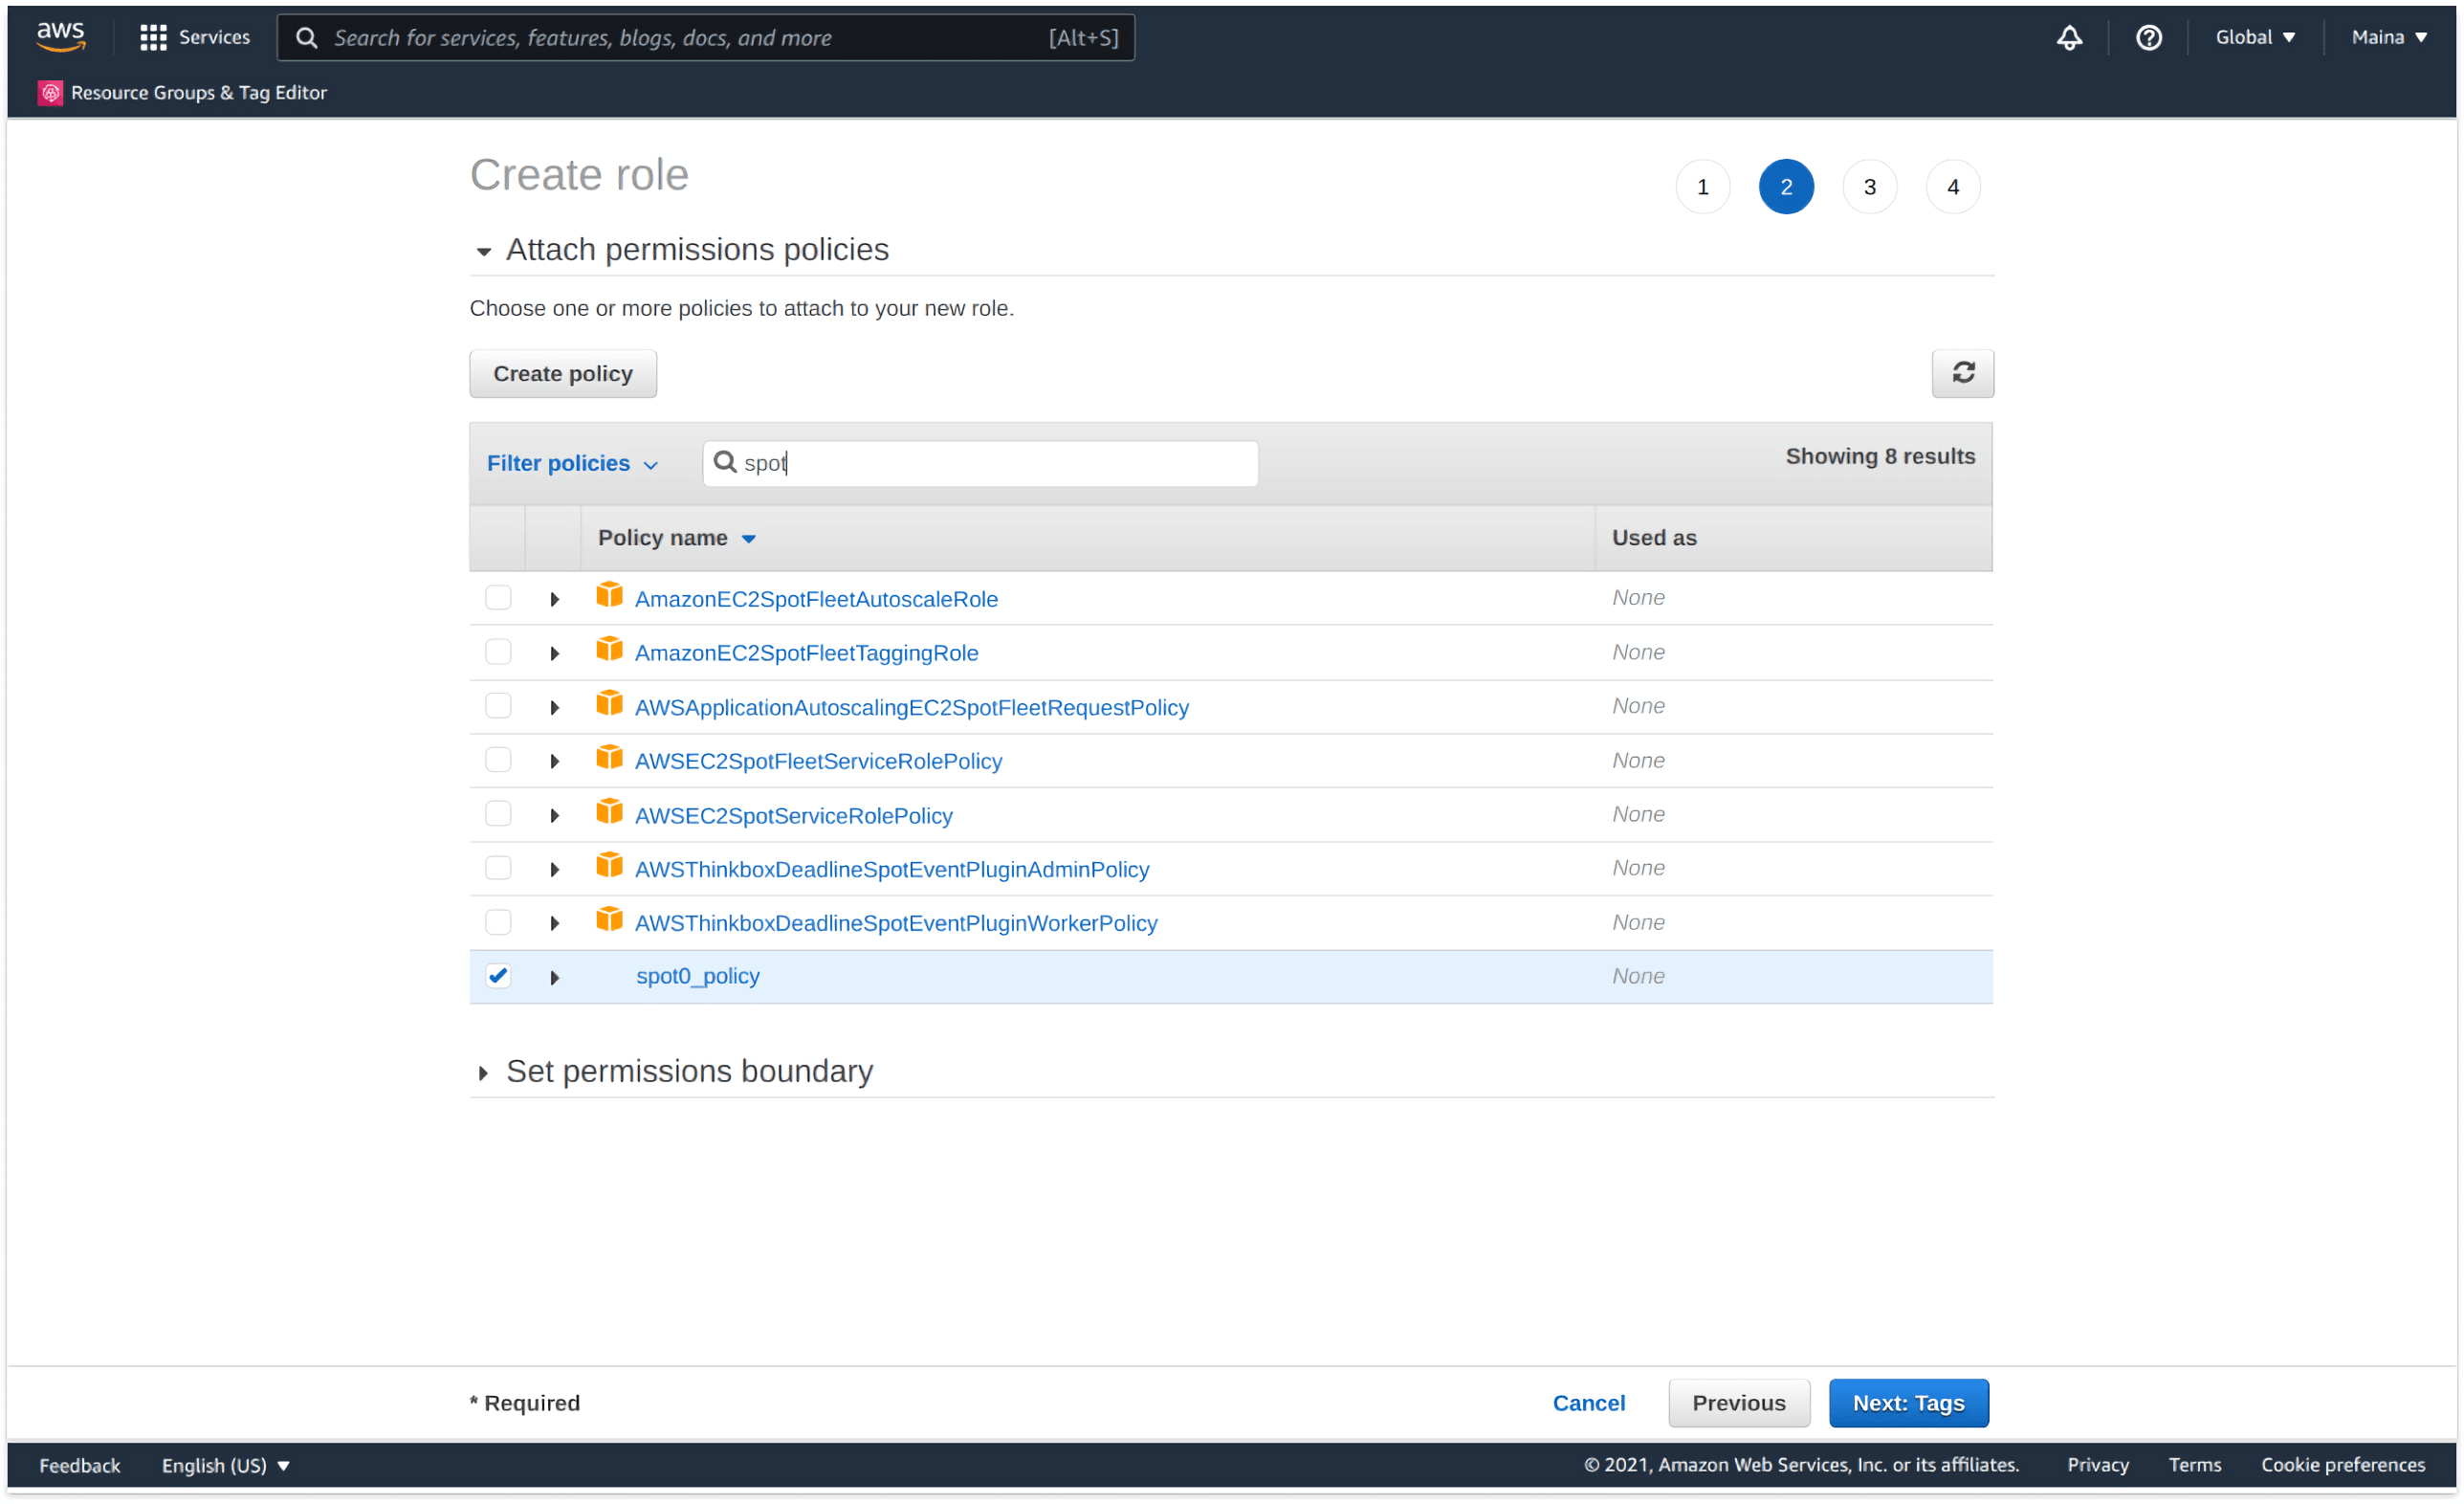 aws Services Search for services, features, blogs, docs, and more [Alt+S] Global Maina
Resource Groups & Tag Editor
Create role 1 2 3 4
Attach permissions policies
Choose one or more policies to attach to your new role.
Create policy
Filter policies spot Showing 8 results
Policy name Used as
AmazonEC2SpotFleetAutoscaleRole None
AmazonEC2SpotFleetTaggingRole None
AWSApplicationAutoscalingEC2SpotFleetRequestPolicy None
AWSEC2SpotFleetServiceRolePolicy None
AWSEC2SpotServiceRolePolicy None
AWSThinkboxDeadlineSpotEventPluginAdminPolicy None
AWSThinkboxDeadlineSpotEventPluginWorkerPolicy None
spot0_policy None
Set permissions boundary
* Required Cancel Previous Next: Tags
Feedback English (US) © 2021, Amazon Web Services, Inc. or its affiliates. Privacy Terms Cookie preferences